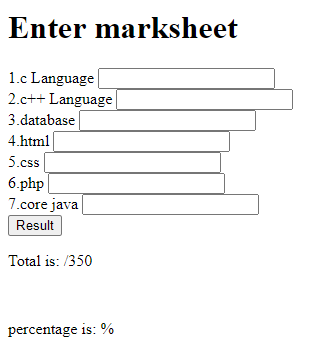 Enter marksheet
1.c Language
2.c++ Language
3.database
4.html
5.css
6.php
7.core java
Result
Total is: /350
percentage is: %